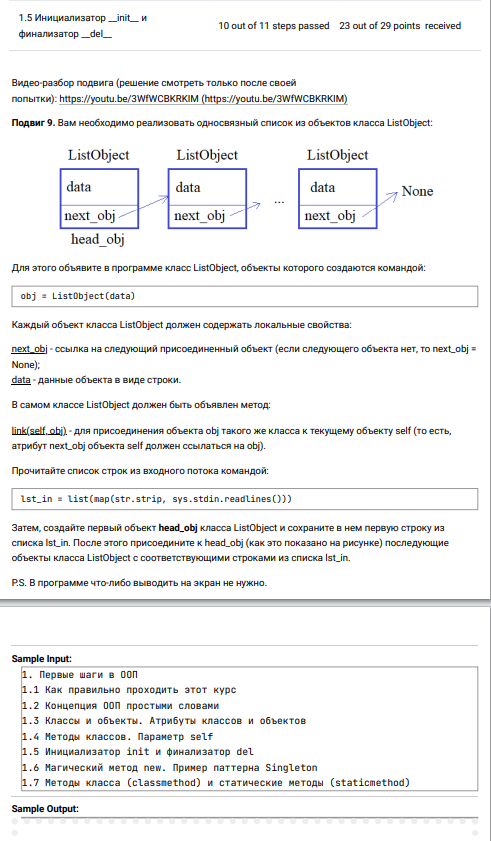 1.5 Инициализатор __init__ и
финализатор __del__
10 out of 11 steps passed 23 out of 29 points received
Видео-разбор подвига (решение смотреть только после своей
попытки): https://youtu.be/3WfWCBKRKIM (https://youtu.be/3WfWCBKRKIM)
Подвиг 9. Вам необходимо реализовать односвязный список из объектов класса ListObject:
ListObject ListObject ListObject
data data data
next_obj next_obj ... next_obj None
head_obj
Для этого объявите в программе класс ListObject, объекты которого создаются командой:
obj = ListObject(data)
Каждый объект класса ListObject должен содержать локальные свойства:
next_obj - ссылка на следующий присоединенный объект (если следующего объекта нет, то next_obj =
None);
data - данные объекта в виде строки.
В самом классе ListObject должен быть объявлен метод:
link(self, obj) - для присоединения объекта obj такого же класса к текущему объекту self (то есть,
атрибут next_obj объекта self должен ссылаться на obj).
Прочитайте список строк из входного потока командой:
lst_in = list(map(str.strip, sys.stdin.readlines()))
Затем, создайте первый объект head_obj класса ListObject и сохраните в нем первую строку из
списка lst_in. После этого присоедините к head_obj (как это показано на рисунке) последующие
объекты класса ListObject с соответствующими строками из списка lst_in.
P.S. В программе что-либо выводить на экран не нужно.
Sample Input:
1. Первые шаги в ООП
1.1 Как правильно проходить этот курс
1.2 Концепция ООП простыми словами
1.3 Классы и объекты. Атрибуты классов и объектов
1.4 Методы классов. Параметр self
1.5 Инициализатор init и финализатор del
1.6 Магический метод new. Пример паттерна Singleton
1.7 Методы класса (classmethod) и статические методы (staticmethod)
Sample Output: